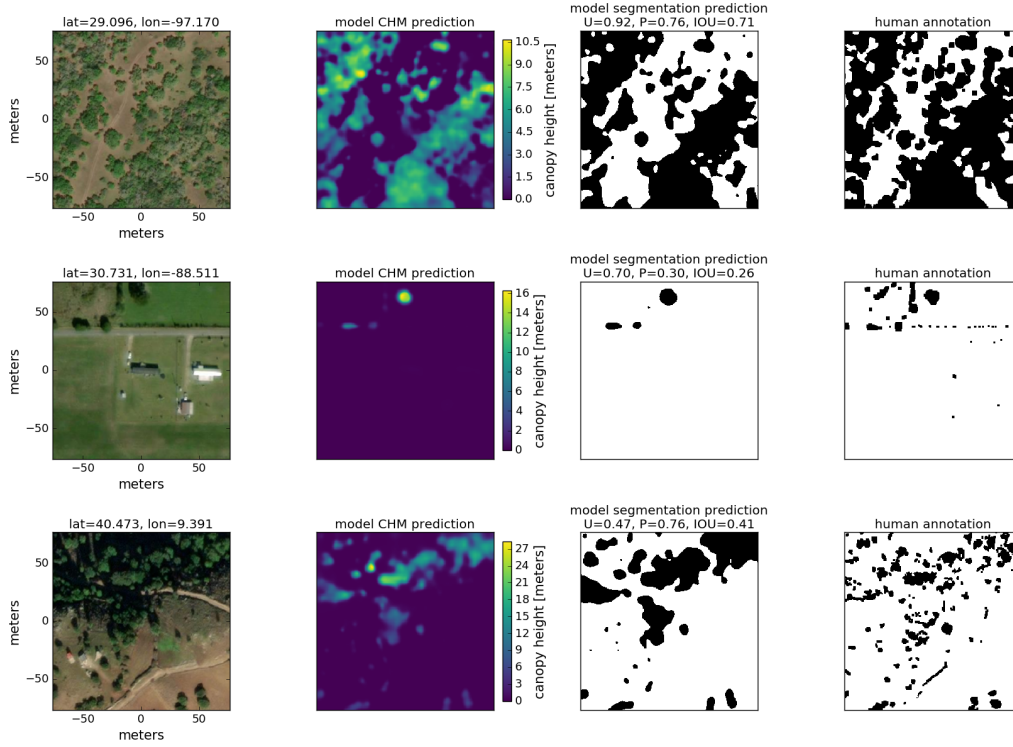 lat=29.096, lon=-97.170
model CHM prediction
model segmentation prediction
U=0.92, P=0.76, IOU=0.71
human annotation
meters
50
0
−50
−50
0
50
meters
10.5
9.0
7.5
6.0
4.5
3.0
1.5
0.0
canopy height [meters]
lat=30.731, lon=-88.511
model CHM prediction
model segmentation prediction
U=0.70, P=0.30, IOU=0.26
human annotation
meters
50
0
−50
−50
0
50
meters
16
14
12
10
8
6
4
2
0
canopy height [meters]
lat=40.473, lon=9.391
model CHM prediction
model segmentation prediction
U=0.47, P=0.76, IOU=0.41
human annotation
meters
50
0
−50
−50
0
50
meters
27
24
21
18
15
12
9
6
3
0
canopy height [meters]